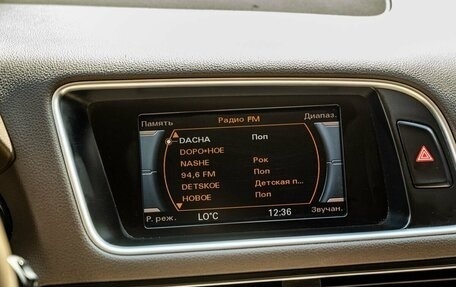 Память Радио FM Диапаз.
DACHA Поп
DOPO•HOE
NASHE Рок
94,6 FM Поп
DETSKOE Детская п...
HOBOE Поп
Р. реж. LO°C 12:36 Звучан.